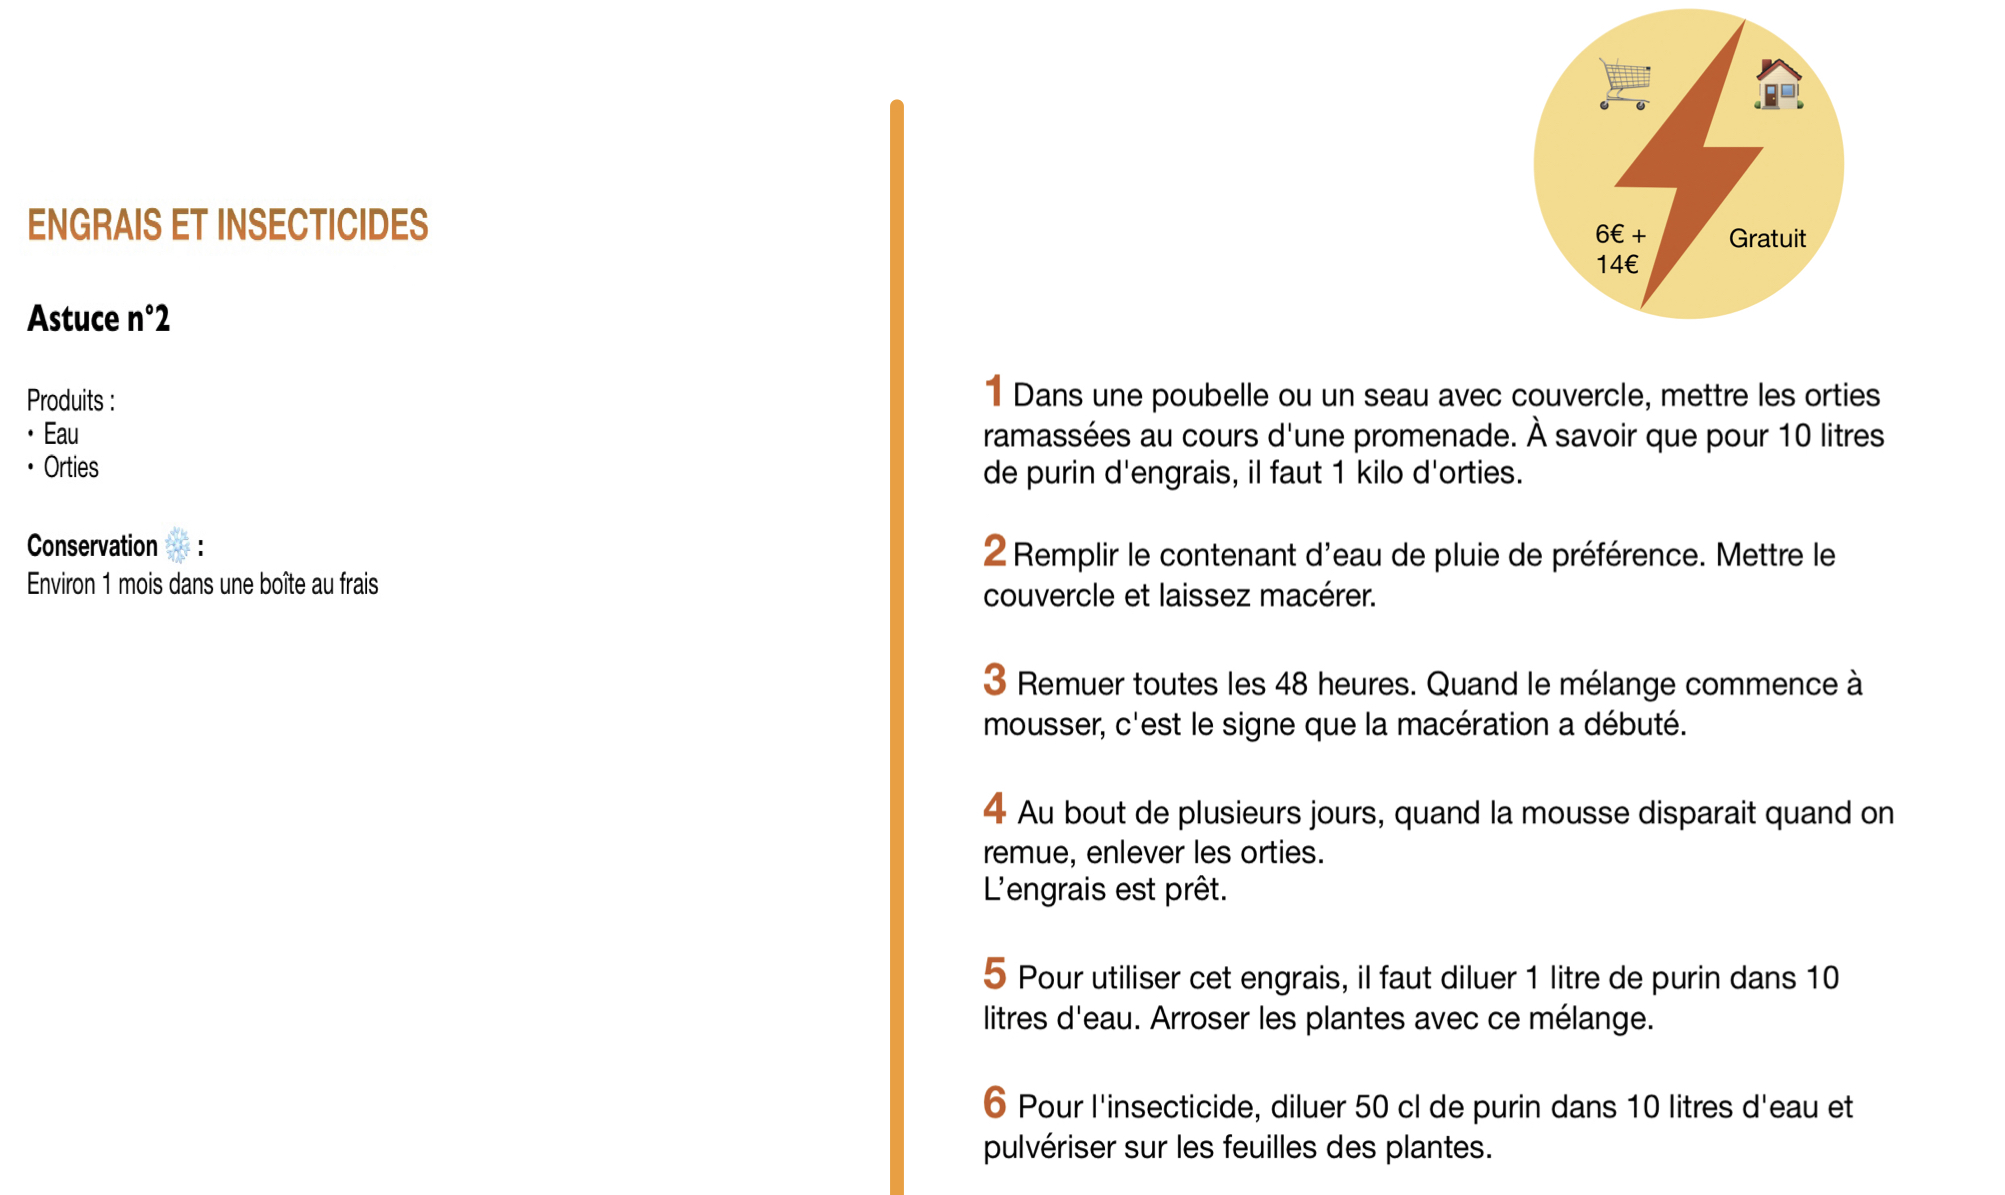 ENGRAIS ET INSECTICIDES
Astuce n°2
Produits :
• Eau
• Orties
Conservation ❄️ :
Environ 1 mois dans une boîte au frais
6€ +
14€
Gratuit
1 Dans une poubelle ou un seau avec couvercle, mettre les orties
ramassées au cours d'une promenade. À savoir que pour 10 litres
de purin d'engrais, il faut 1 kilo d'orties.
2 Remplir le contenant d’eau de pluie de préférence. Mettre le
couvercle et laissez macérer.
3 Remuer toutes les 48 heures. Quand le mélange commence à
mousser, c'est le signe que la macération a débuté.
4 Au bout de plusieurs jours, quand la mousse disparait quand on
remue, enlever les orties.
L’engrais est prêt.
5 Pour utiliser cet engrais, il faut diluer 1 litre de purin dans 10
litres d'eau. Arroser les plantes avec ce mélange.
6 Pour l'insecticide, diluer 50 cl de purin dans 10 litres d'eau et
pulvériser sur les feuilles des plantes.